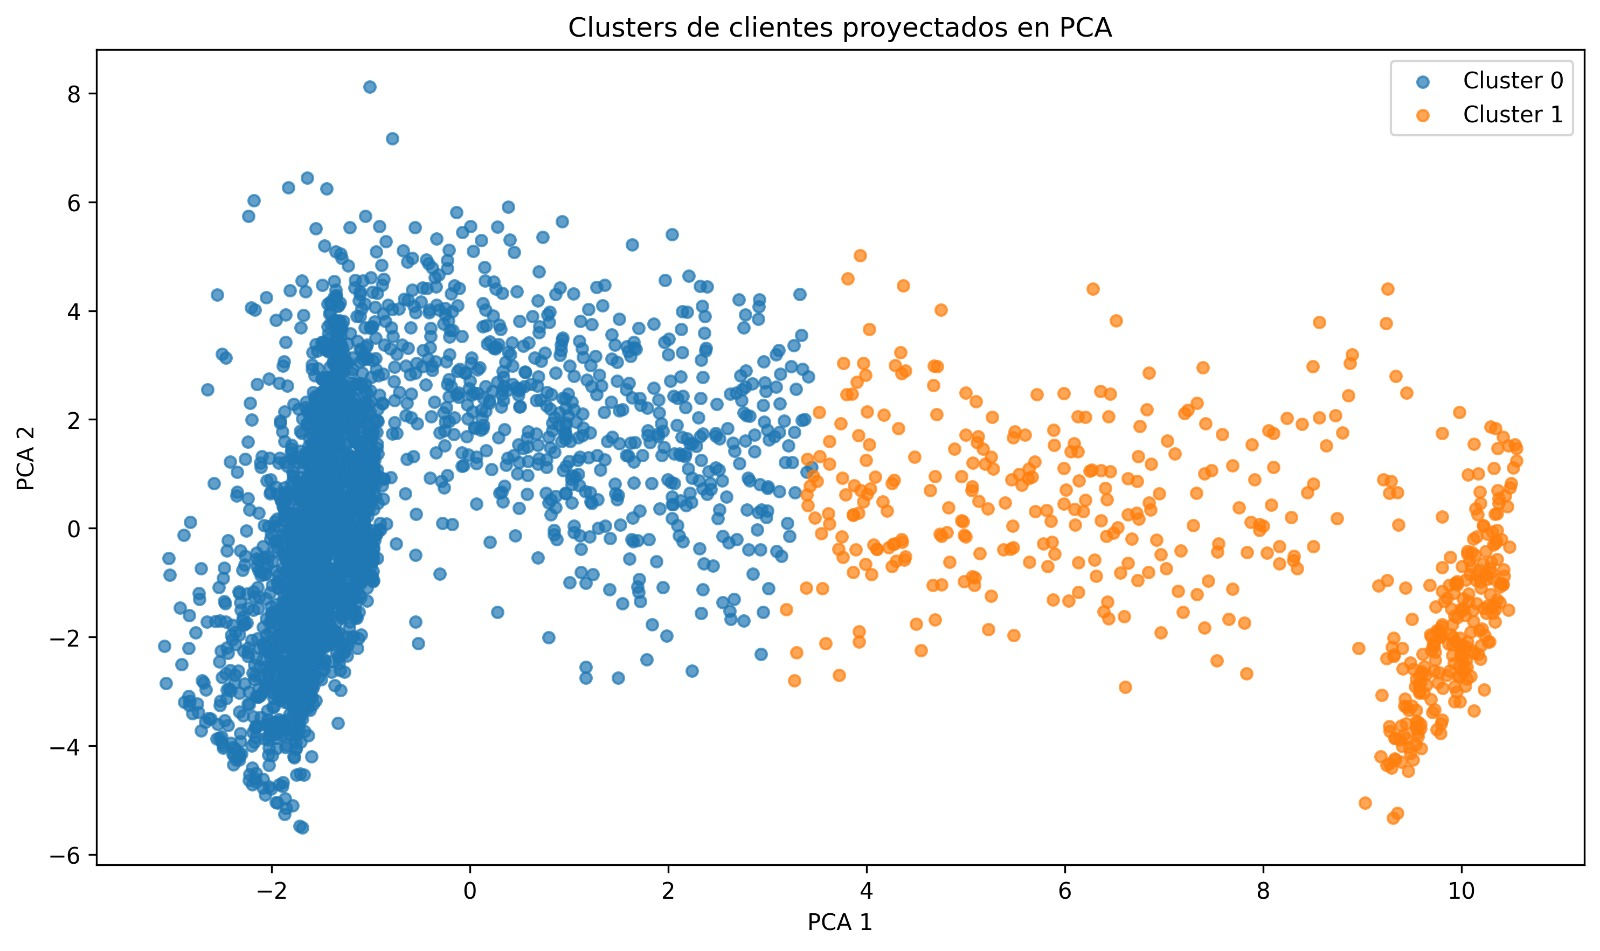 Clusters de clientes proyectados en PCA
Cluster 0
Cluster 1
8
6
4
2
0
−2
−4
−6
PCA 2
−2 0 2 4 6 8 10
PCA 1